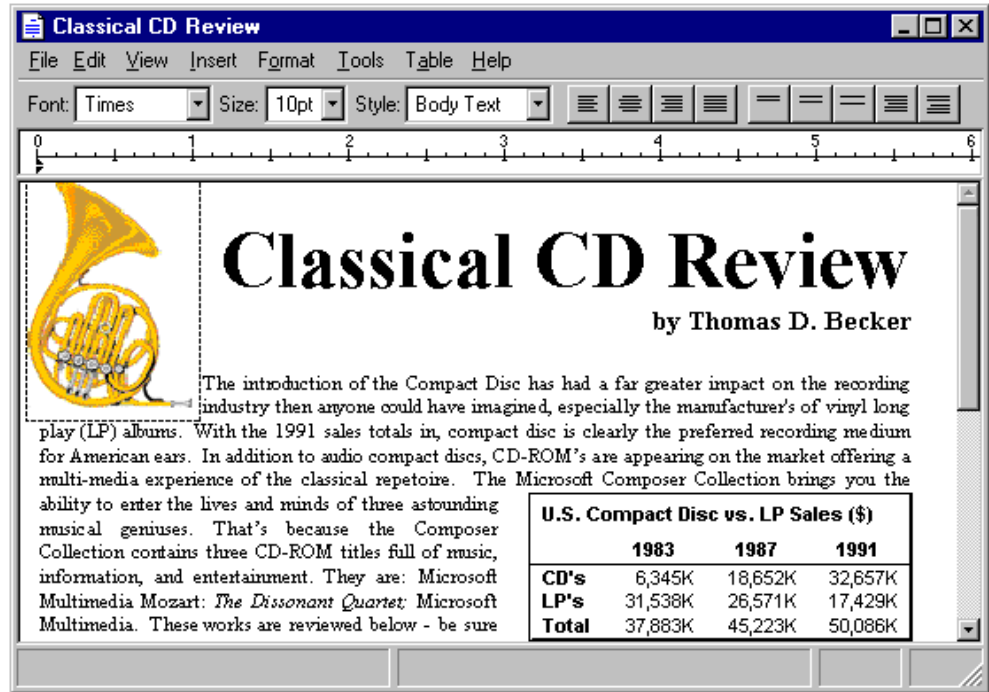 Classical CD Review
File Edit View Insert Format Tools Table Help
Font: Times Size: 10pt Style: Body Text
0 1 2 3 4 5 6
Classical CD Review
by Thomas D. Becker
The introduction of the Compact Disc has had a far greater impact on the recording
industry then anyone could have imagined, especially the manufacturer's of vinyl long
play (LP) albums. With the 1991 sales totals in, compact disc is clearly the preferred recording medium
for American ears. In addition to audio compact discs, CD-ROM's are appearing on the market offering a
multi-media experience of the classical repetoire. The Microsoft Composer Collection brings you the
ability to enter the lives and minds of three astounding
musical geniuses. That's because the Composer
Collection contains three CD-ROM titles full of music,
information, and entertainment. They are: Microsoft
Multimedia Mozart: The Dissonant Quartet; Microsoft
Multimedia. These works are reviewed below - be sure
U.S. Compact Disc vs. LP Sales ($)
1983 1987 1991
CD's 6,345K 18,652K 32,657K
LP's 31,538K 26,571K 17,429K
Total 37,883K 45,223K 50,086K